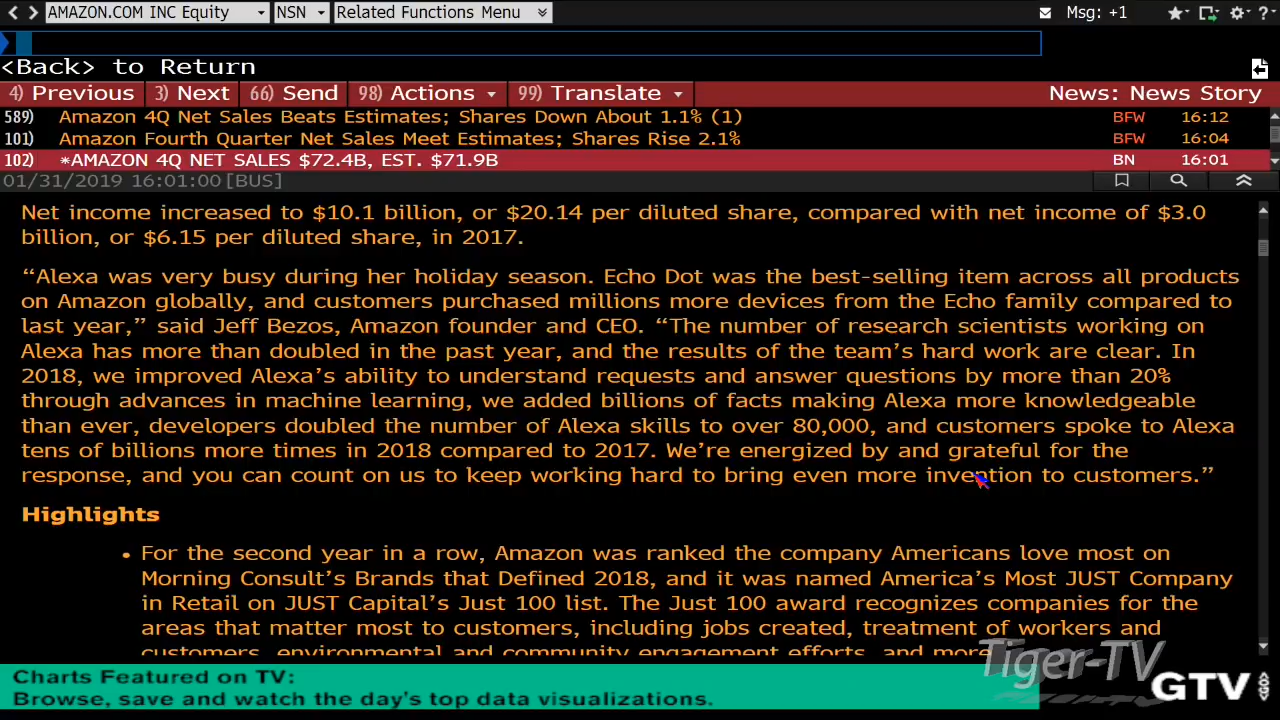 AMAZON.COM INC Equity NSN Related Functions Menu Msg: +1 ?
<Back> to Return
4) Previous 3) Next 66) Send 98) Actions 99) Translate News: News Story
589) Amazon 4Q Net Sales Beats Estimates; Shares Down About 1.1% (1) BFW 16:12
101) Amazon Fourth Quarter Net Sales Meet Estimates; Shares Rise 2.1% BFW 16:04
102) *AMAZON 4Q NET SALES $72.4B, EST. $71.9B BN 16:01
01/31/2019 16:01:00 [BUS]
Net income increased to $10.1 billion, or $20.14 per diluted share, compared with net income of $3.0
billion, or $6.15 per diluted share, in 2017.
“Alexa was very busy during her holiday season. Echo Dot was the best-selling item across all products
on Amazon globally, and customers purchased millions more devices from the Echo family compared to
last year,” said Jeff Bezos, Amazon founder and CEO. “The number of research scientists working on
Alexa has more than doubled in the past year, and the results of the team’s hard work are clear. In
2018, we improved Alexa’s ability to understand requests and answer questions by more than 20%
through advances in machine learning, we added billions of facts making Alexa more knowledgeable
than ever, developers doubled the number of Alexa skills to over 80,000, and customers spoke to Alexa
tens of billions more times in 2018 compared to 2017. We’re energized by and grateful for the
response, and you can count on us to keep working hard to bring even more invention to customers.”
Highlights
• For the second year in a row, Amazon was ranked the company Americans love most on
Morning Consult’s Brands that Defined 2018, and it was named America’s Most JUST Company
in Retail on JUST Capital’s Just 100 list. The Just 100 award recognizes companies for the
areas that matter most to customers, including jobs created, treatment of workers and
customers, environmental and community engagement efforts, and more
Tiger-TV
Charts Featured on TV:
Browse, save and watch the day’s top data visualizations.
GTV